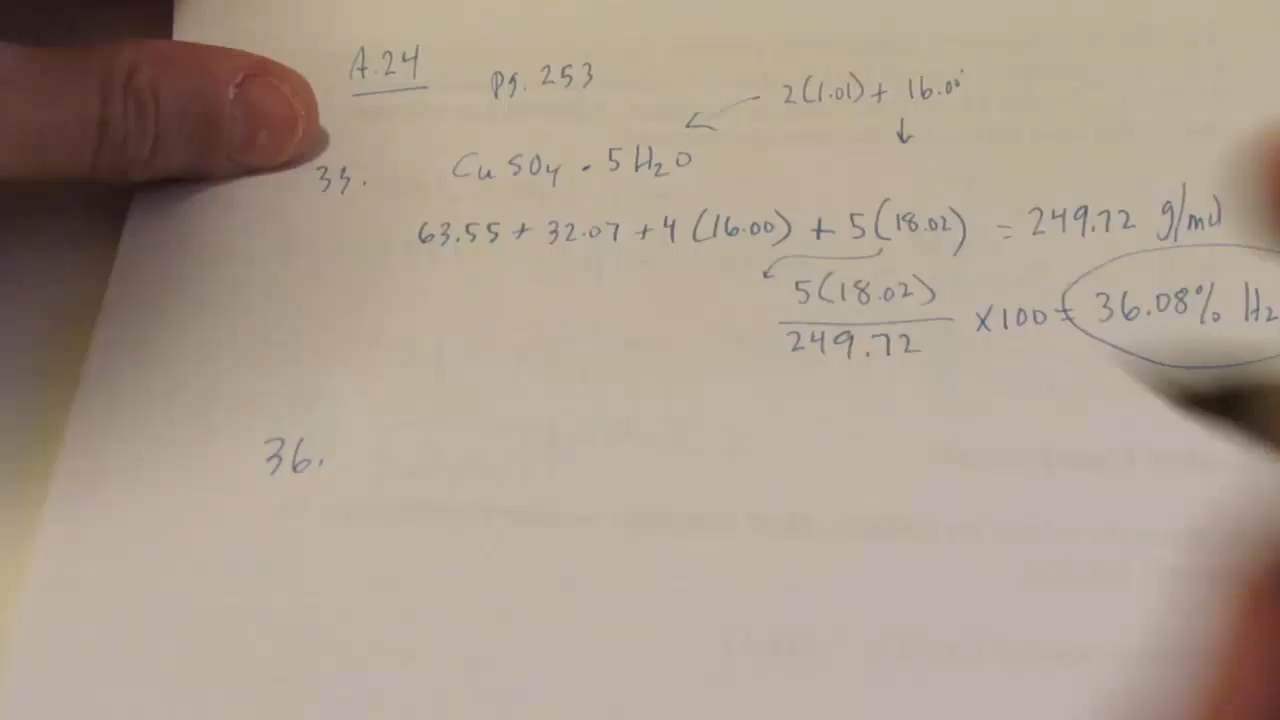 A.24 pg. 253
2(1.01) + 16.00
↓
33. CuSO4 · 5H2O
63.55 + 32.07 + 4(16.00) + 5(18.02) = 249.72 g/mol
5(18.02)
249.72
x100 = 36.08% H2
36.